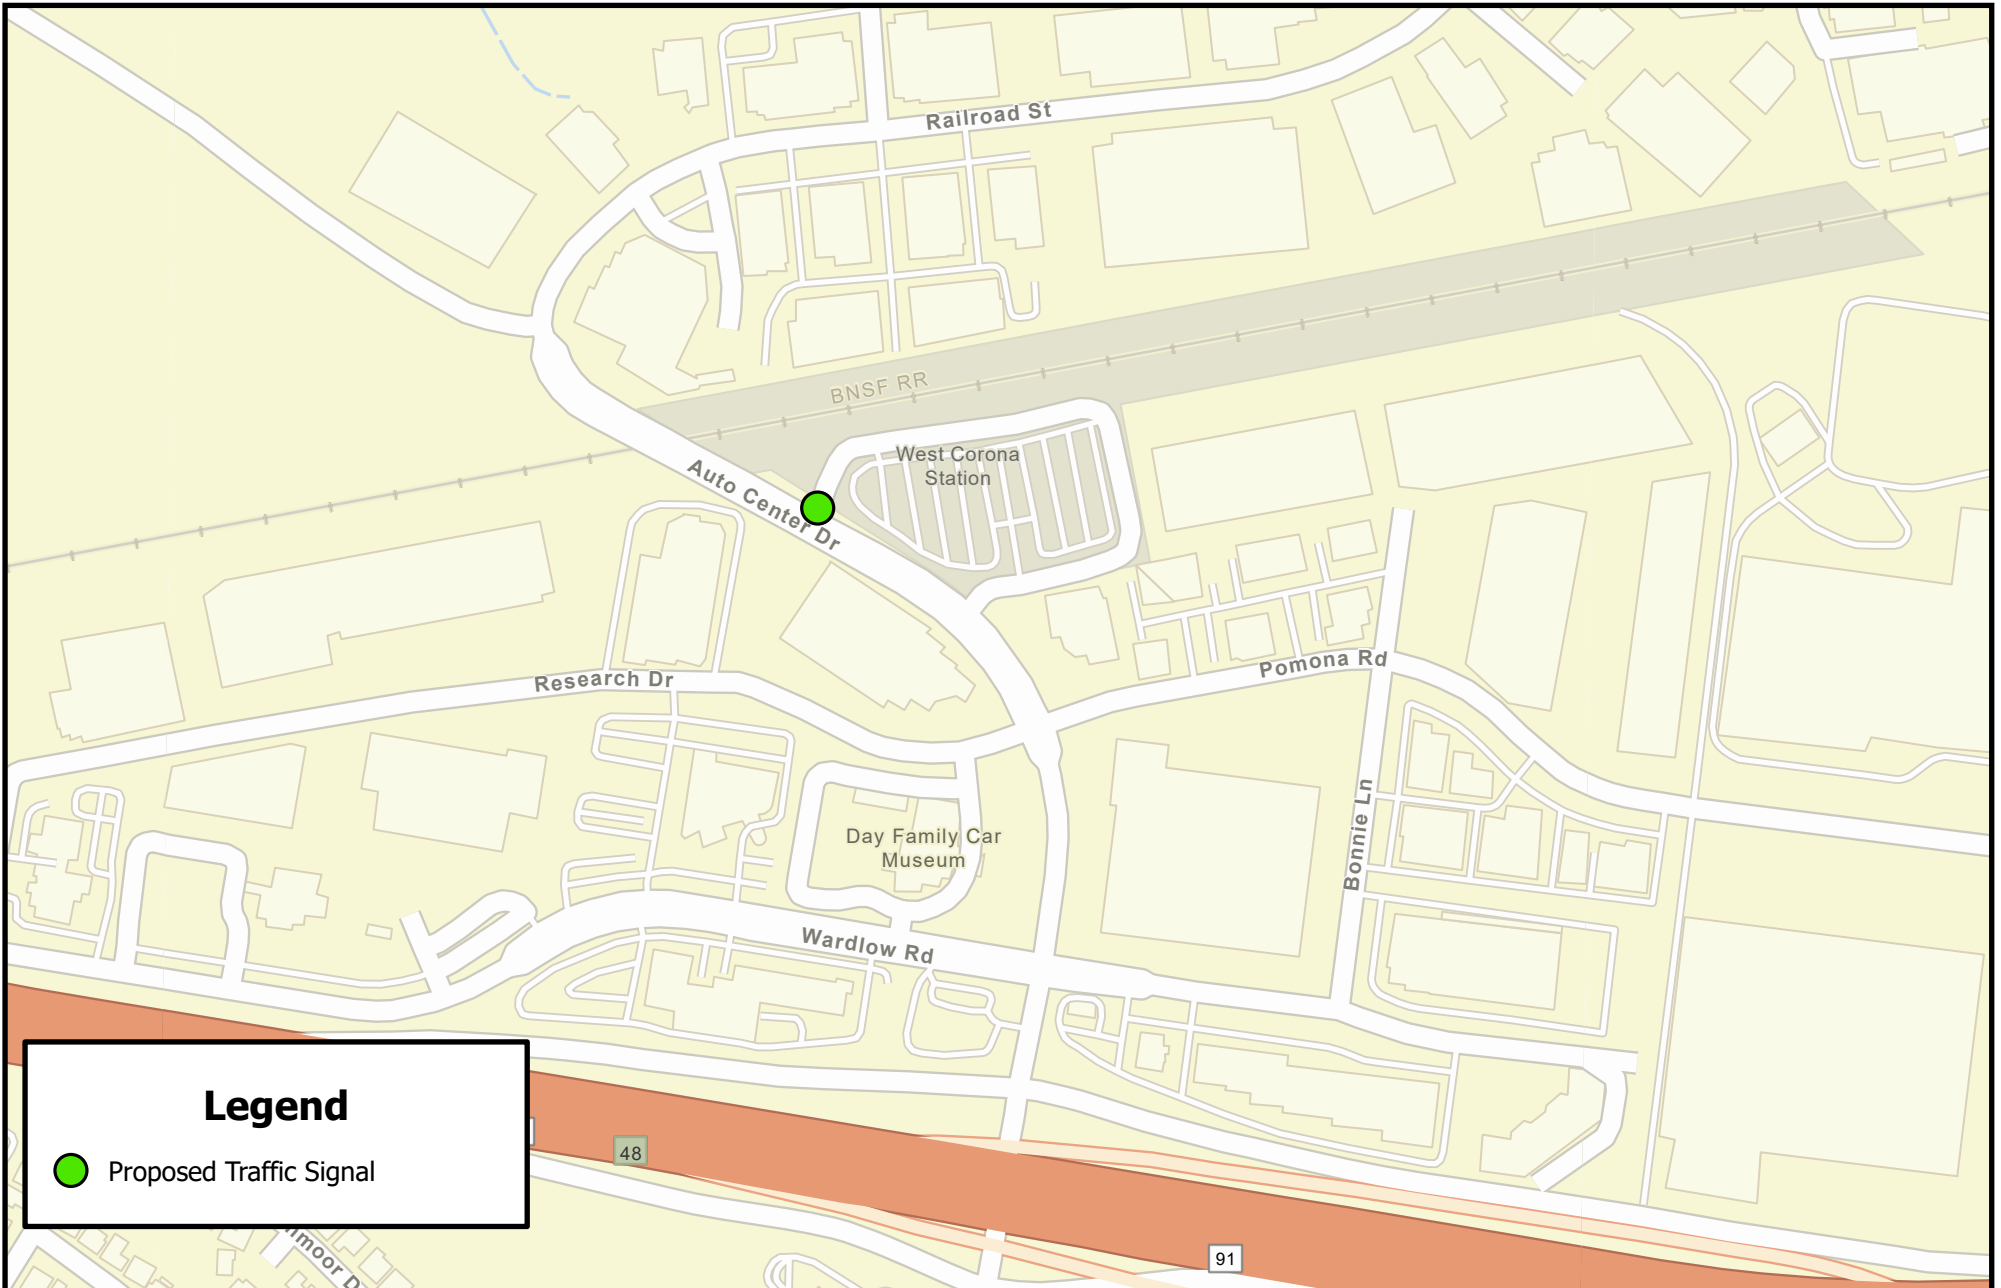 Railroad St
BNSF RR
West Corona
Station
Auto Center Dr
Pomona Rd
Research Dr
Bonnie Ln
Day Family Car
Museum
Wardlow Rd
Legend
Proposed Traffic Signal
48
91